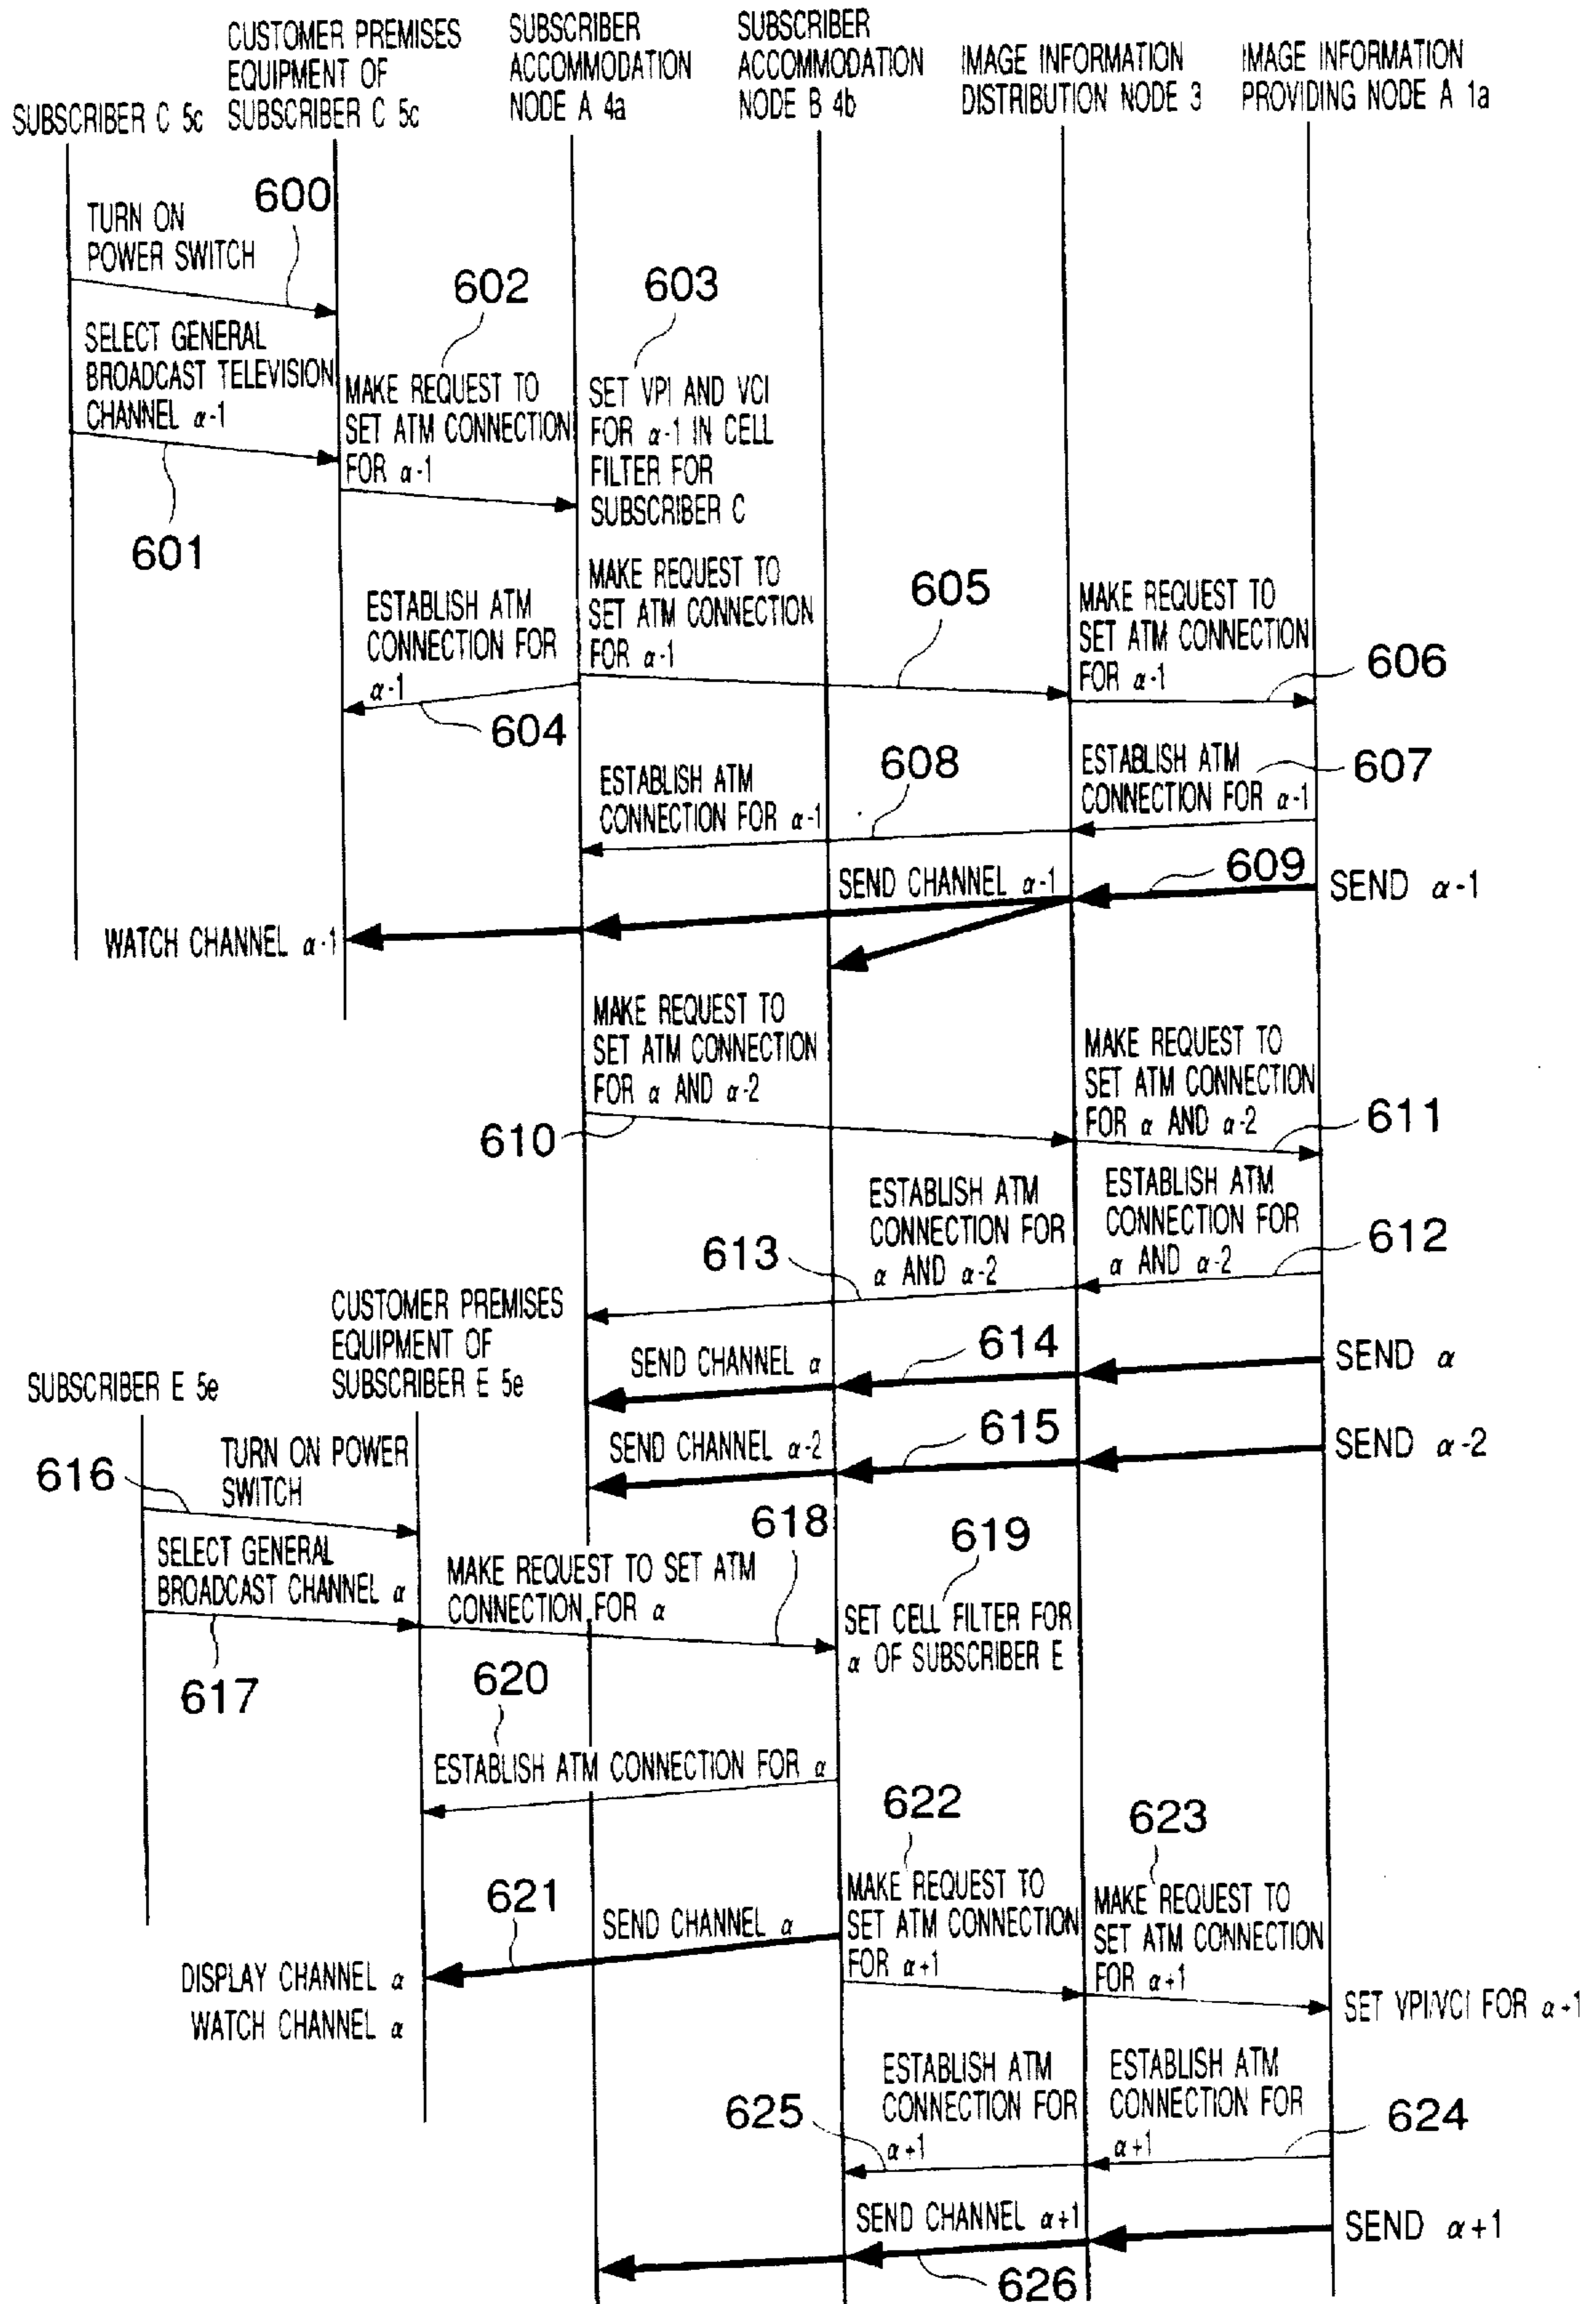 SUBSCRIBER C 5c
CUSTOMER PREMISES
EQUIPMENT OF
SUBSCRIBER C 5c
SUBSCRIBER
ACCOMMODATION
NODE A 4a
SUBSCRIBER
ACCOMMODATION
NODE B 4b
IMAGE INFORMATION
DISTRIBUTION NODE 3
IMAGE INFORMATION
PROVIDING NODE A 1a
TURN ON
POWER SWITCH
600
SELECT GENERAL
BROADCAST TELEVISION
CHANNEL α-1
601
602
MAKE REQUEST TO
SET ATM CONNECTION
FOR α-1
603
SET VPI AND VCI
FOR α-1 IN CELL
FILTER FOR
SUBSCRIBER C
ESTABLISH ATM
CONNECTION FOR
α-1
604
MAKE REQUEST TO
SET ATM CONNECTION
FOR α-1
605
MAKE REQUEST TO
SET ATM CONNECTION
FOR α-1
606
ESTABLISH ATM
CONNECTION FOR α-1
607
ESTABLISH ATM
CONNECTION FOR α-1
608
SEND CHANNEL α-1
609
SEND α-1
WATCH CHANNEL α-1
MAKE REQUEST TO
SET ATM CONNECTION
FOR α AND α-2
610
MAKE REQUEST TO
SET ATM CONNECTION
FOR α AND α-2
611
ESTABLISH ATM
CONNECTION FOR
α AND α-2
612
ESTABLISH ATM
CONNECTION FOR
α AND α-2
613
SEND CHANNEL α
614
SEND α
SEND CHANNEL α-2
615
SEND α-2
SUBSCRIBER E 5e
CUSTOMER PREMISES
EQUIPMENT OF
SUBSCRIBER E 5e
616
TURN ON POWER
SWITCH
SELECT GENERAL
BROADCAST CHANNEL α
617
MAKE REQUEST TO SET ATM
CONNECTION FOR α
618
619
SET CELL FILTER FOR
α OF SUBSCRIBER E
620
ESTABLISH ATM CONNECTION FOR α
621
SEND CHANNEL α
DISPLAY CHANNEL α
WATCH CHANNEL α
622
MAKE REQUEST TO
SET ATM CONNECTION
FOR α+1
623
MAKE REQUEST TO
SET ATM CONNECTION
FOR α+1
SET VPI/VCI FOR α+1
ESTABLISH ATM
CONNECTION FOR
α+1
624
ESTABLISH ATM
CONNECTION FOR
α+1
625
SEND CHANNEL α+1
626
SEND α+1